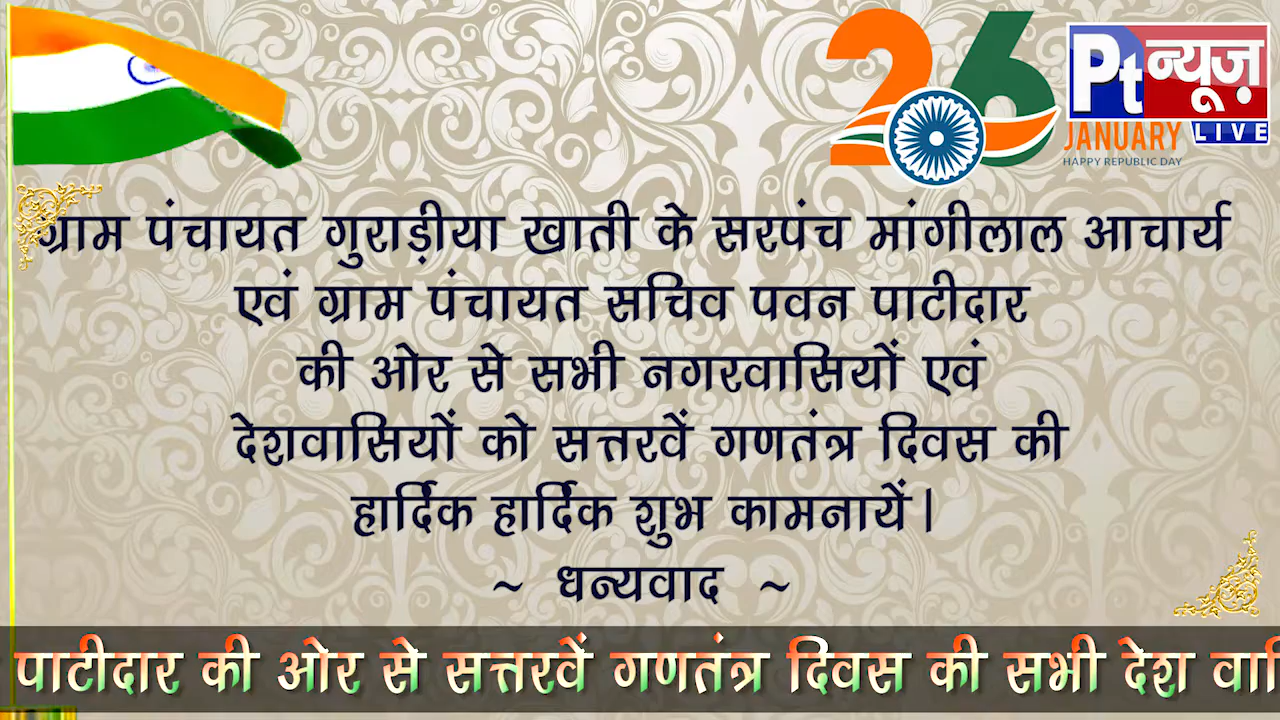 26
JANUARY
HAPPY REPUBLIC DAY
Pt न्यूज़
LIVE
ग्राम पंचायत गुराड़ीया खाती के सरपंच मांगीलाल आचार्य
एवं ग्राम पंचायत सचिव पवन पाटीदार
की ओर से सभी नगरवासियों एवं
देशवासियों को सत्तरवें गणतंत्र दिवस की
हार्दिक हार्दिक शुभ कामनायें।
~ धन्यवाद ~
पाटीदार की ओर से सत्तरवें गणतंत्र दिवस की सभी देश